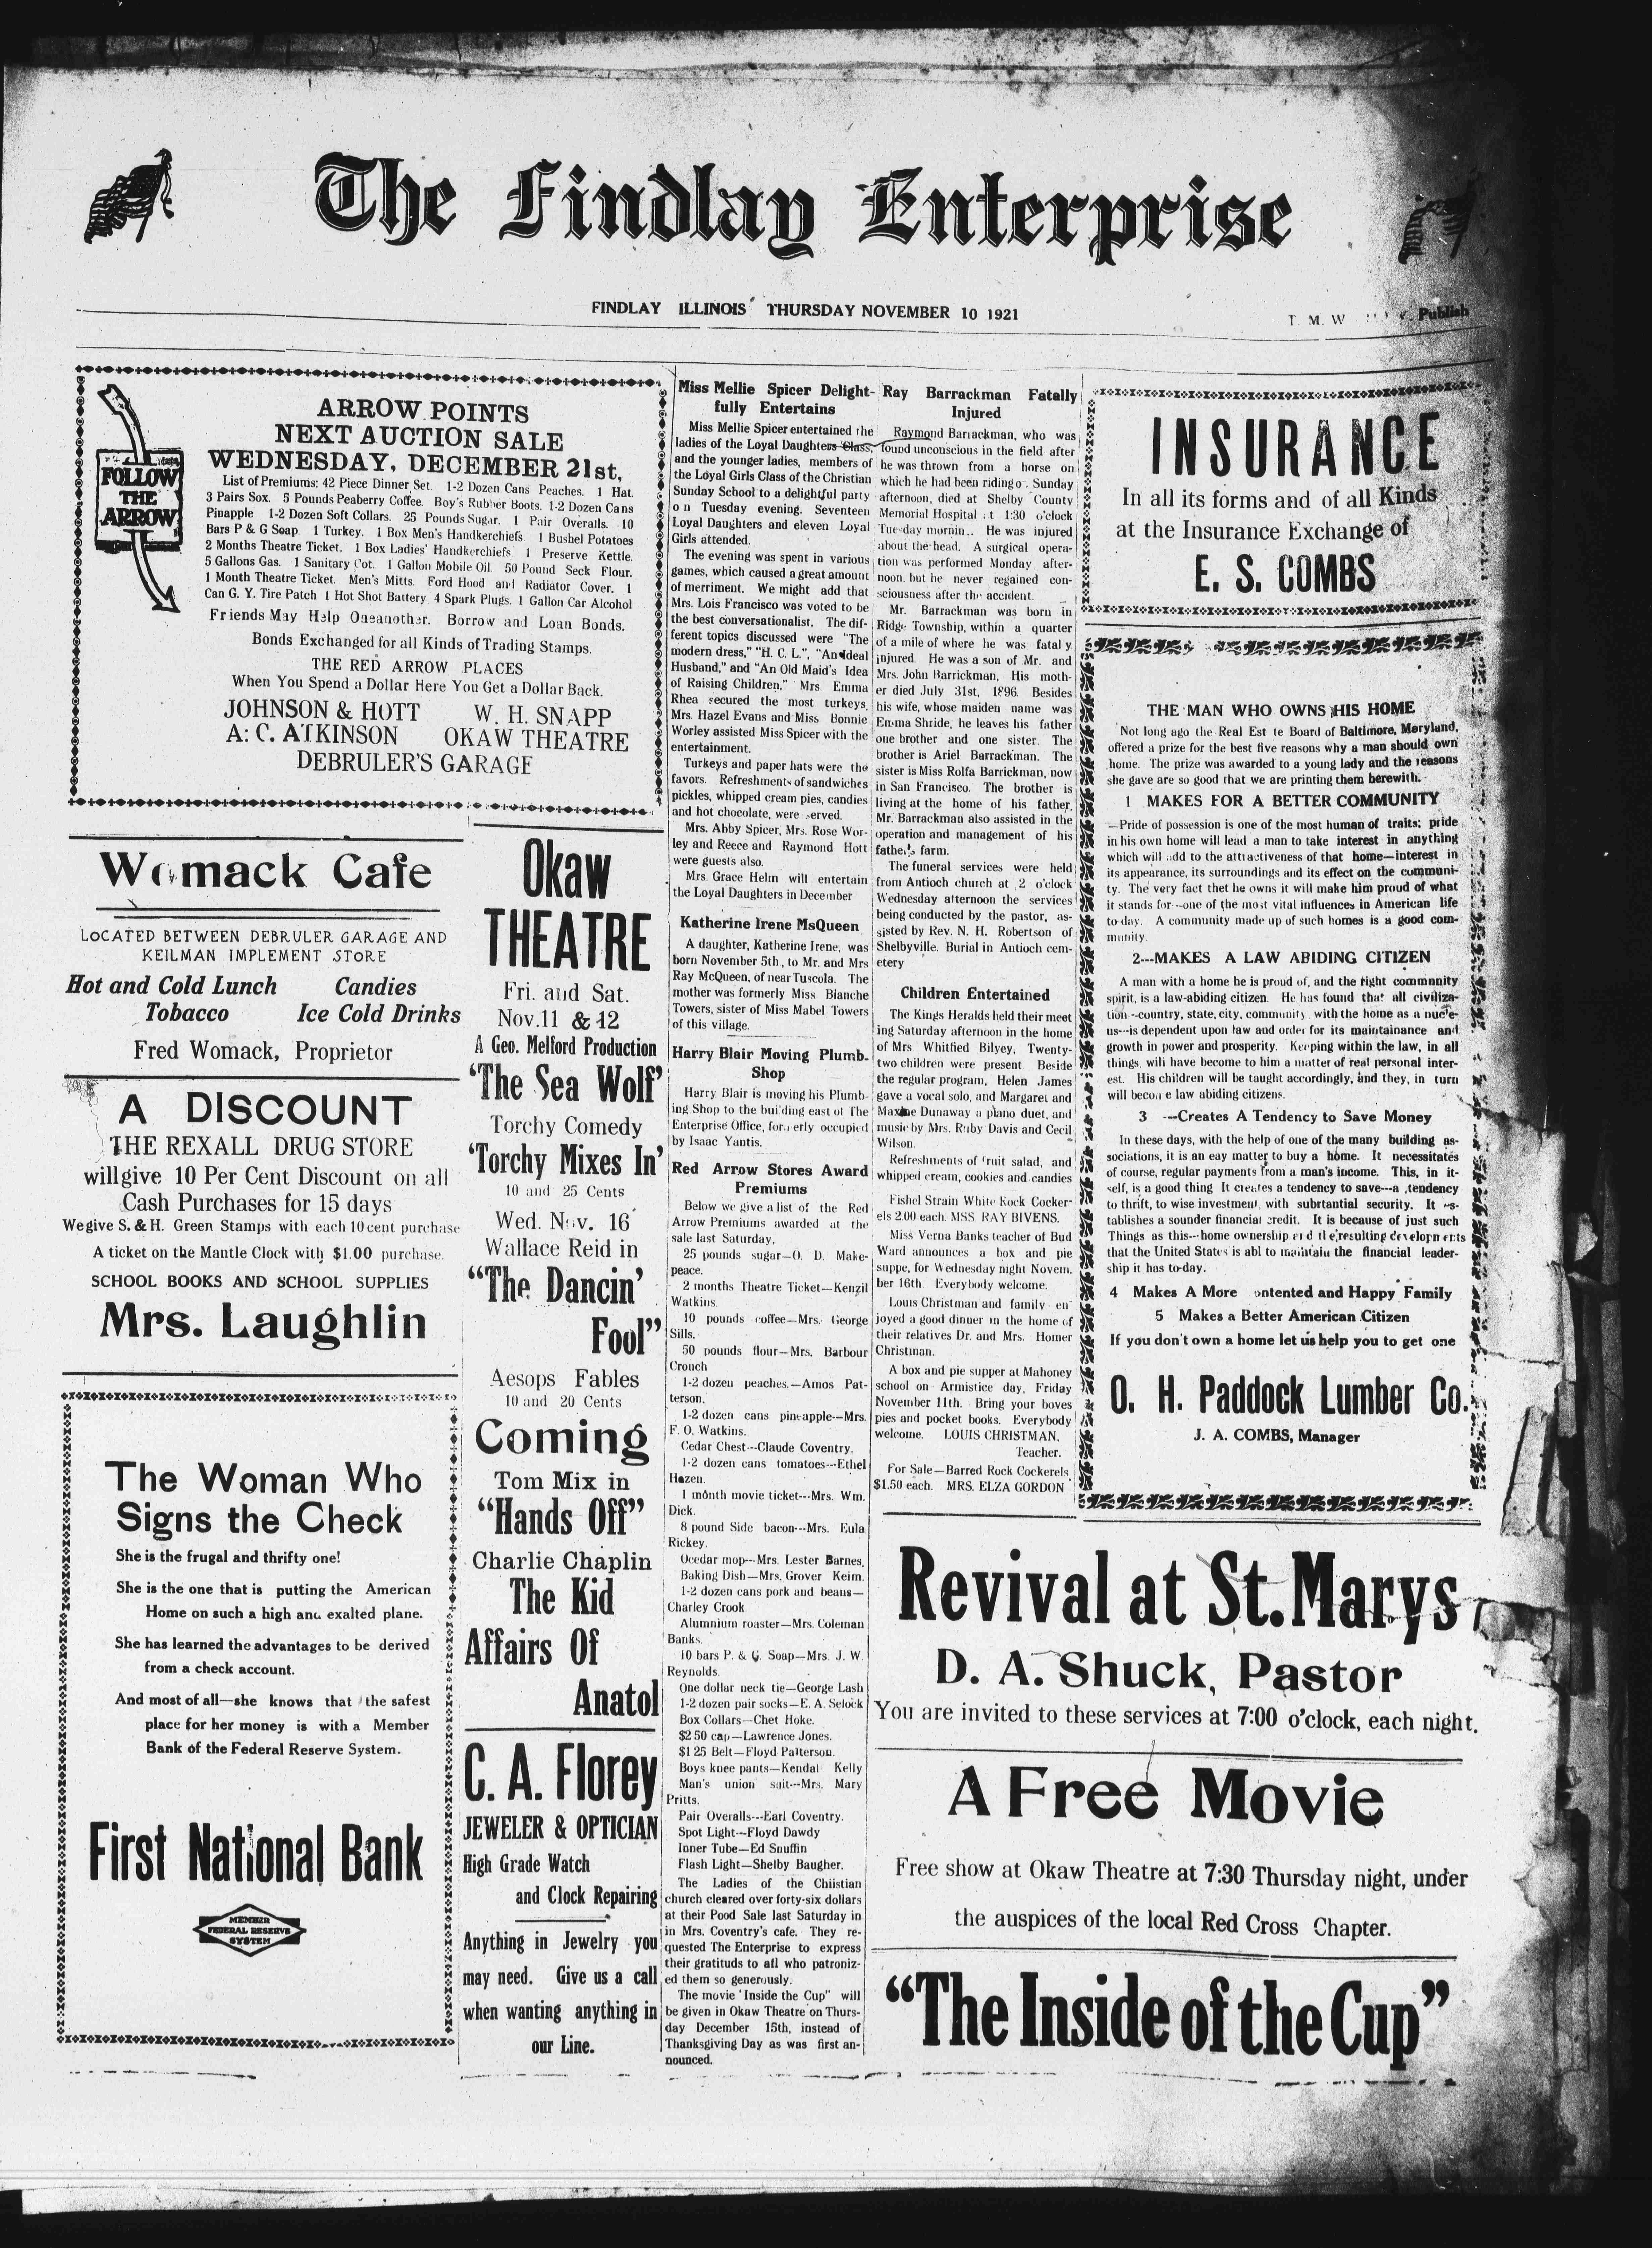 The Findlay Enterprise
FINDLAY ILLINOIS THURSDAY NOVEMBER 10 1921
T. M. W Publish
FOLLOW
THE
ARROW
ARROW POINTS
NEXT AUCTION SALE
WEDNESDAY, DECEMBER 21st,
List of Premiums: 42 Piece Dinner Set. 1-2 Dozen Cans Peaches. 1 Hat.
3 Pairs Sox. 5 Pounds Peaberry Coffee. Boy's Rubber Boots. 1-2 Dozen Cans
Pinapple 1-2 Dozen Soft Collars. 25 Pounds Sugar. 1 Pair Overalls. 10
Bars P & G Soap 1 Turkey. 1 Box Men's Handkerchiefs 1 Bushel Potatoes
2 Months Theatre Ticket. 1 Box Ladies' Handkerchiefs 1 Preserve Kettle.
5 Gallons Gas. 1 Sanitary Cot. 1 Gallon Mobile Oil 50 Pound Seck Flour.
1 Month Theatre Ticket. Men's Mitts. Ford Hood and Radiator Cover. 1
Can G. Y. Tire Patch 1 Hot Shot Battery 4 Spark Plugs. 1 Gallon Car Alcohol
Friends May Help Oneanother. Borrow and Loan Bonds.
Bonds Exchanged for all Kinds of Trading Stamps.
THE RED ARROW PLACES
When You Spend a Dollar Here You Get a Dollar Back.
JOHNSON & HOTT W. H. SNAPP
A. C. ATKINSON OKAW THEATRE
DEBRULER'S GARAGE
Womack Cafe
LOCATED BETWEEN DEBRULER GARAGE AND
KEILMAN IMPLEMENT STORE
Hot and Cold Lunch Candies
Tobacco Ice Cold Drinks
Fred Womack, Proprietor
A DISCOUNT
THE REXALL DRUG STORE
will give 10 Per Cent Discount on all
Cash Purchases for 15 days
We give S. & H. Green Stamps with each 10 cent purchase
A ticket on the Mantle Clock with $1.00 purchase.
SCHOOL BOOKS AND SCHOOL SUPPLIES
Mrs. Laughlin
The Woman Who
Signs the Check
She is the frugal and thrifty one!
She is the one that is putting the American
Home on such a high and exalted plane.
She has learned the advantages to be derived
from a check account.
And most of all—she knows that the safest
place for her money is with a Member
Bank of the Federal Reserve System.
First National Bank
MEMBER
FEDERAL RESERVE
SYSTEM
Okaw
THEATRE
Fri. and Sat.
Nov. 11 & 12
A Geo. Melford Production
'The Sea Wolf'
Torchy Comedy
'Torchy Mixes In'
10 and 25 Cents
Wed. Nov. 16
Wallace Reid in
"The Dancin'
Fool"
Aesops Fables
10 and 20 Cents
Coming
Tom Mix in
"Hands Off"
Charlie Chaplin
The Kid
Affairs Of
Anatol
C. A. Florey
JEWELER & OPTICIAN
High Grade Watch
and Clock Repairing
Anything in Jewelry you
may need. Give us a call
when wanting anything in
our Line.
Miss Mellie Spicer Delight-
fully Entertains
Miss Mellie Spicer entertained the
ladies of the Loyal Daughters Class,
and the younger ladies, members of
the Loyal Girls Class of the Christian
Sunday School to a delightful party
on Tuesday evening. Seventeen
Loyal Daughters and eleven Loyal
Girls attended.
The evening was spent in various
games, which caused a great amount
of merriment. We might add that
Mrs. Lois Francisco was voted to be
the best conversationalist. The dif-
ferent topics discussed were "The
modern dress," "H. C. L.", "An Ideal
Husband," and "An Old Maid's Idea
of Raising Children." Mrs Emma
Rhea secured the most turkeys.
Mrs. Hazel Evans and Miss Bonnie
Worley assisted Miss Spicer with the
entertainment.
Turkeys and paper hats were the
favors. Refreshments of sandwiches
pickles, whipped cream pies, candies
and hot chocolate, were served.
Mrs. Abby Spicer, Mrs. Rose Wor-
ley and Reece and Raymond Hott
were guests also.
Mrs. Grace Helm will entertain
the Loyal Daughters in December
Katherine Irene MsQueen
A daughter, Katherine Irene, was
born November 5th, to Mr. and Mrs
Ray McQueen, of near Tuscola. The
mother was formerly Miss Blanche
Towers, sister of Miss Mabel Towers
of this village.
Harry Blair Moving Plumb-
Shop
Harry Blair is moving his Plumb-
ing Shop to the building east of The
Enterprise Office, formerly occupied
by Isaac Yantis.
Red Arrow Stores Award
Premiums
Below we give a list of the Red
Arrow Premiums awarded at the
sale last Saturday.
25 pounds sugar—O. D. Make-
peace.
2 months Theatre Ticket—Kenzil
Watkins
10 pounds coffee—Mrs. George
Sills.
50 pounds flour—Mrs. Barbour
Crouch
1-2 dozen peaches.—Amos Pat-
terson.
1-2 dozen cans pineapple—Mrs.
F. O. Watkins.
Cedar Chest—Claude Coventry.
1-2 dozen cans tomatoes—Ethel
Hazen.
1 month movie ticket—Mrs. Wm.
Dick.
8 pound Side bacon—Mrs. Eula
Rickey.
Ocedar mop—Mrs. Lester Barnes,
Baking Dish—Mrs. Grover Keim.
1-2 dozen cans pork and beans—
Charley Crook
Alumnium roaster—Mrs. Coleman
Banks.
10 bars P. & G. Soap—Mrs. J. W.
Reynolds.
One dollar neck tie—George Lash
1-2 dozen pair socks—E. A. Selock
Box Collars—Chet Hoke.
$2 50 cap—Lawrence Jones.
$1 25 Belt—Floyd Patterson.
Boys knee pants—Kendal Kelly
Man's union suit—Mrs. Mary
Pritts.
Pair Overalls—Earl Coventry.
Spot Light—Floyd Dawdy
Inner Tube—Ed Snuffin
Flash Light—Shelby Baugher.
The Ladies of the Chiistian
church cleared over forty-six dollars
at their Pood Sale last Saturday in
in Mrs. Coventry's cafe. They re-
quested The Enterprise to express
their gratituds to all who patroniz-
ed them so generously.
The movie 'Inside the Cup" will
be given in Okaw Theatre on Thurs-
day December 15th, instead of
Thanksgiving Day as was first an-
nounced.
Ray Barrackman Fatally
Injured
Raymond Barrackman, who was
found unconscious in the field after
he was thrown from a horse on
which he had been riding o Sunday
afternoon, died at Shelby County
Memorial Hospital t 1:30 o'clock
Tuesday mornin . He was injured
about the head. A surgical opera-
tion was performed Monday after-
noon, but he never regained con-
sciousness after the accident.
Mr. Barrackman was born in
Ridge Township, within a quarter
of a mile of where he was fatal y
injured He was a son of Mr. and
Mrs. John Barrickman, His moth-
er died July 31st, 1896. Besides
his wife, whose maiden name was
Emma Shride, he leaves his father
one brother and one sister. The
brother is Ariel Barrackman. The
sister is Miss Rolfa Barrickman, now
in San Francisco. The brother is
living at the home of his father.
Mr. Barrackman also assisted in the
operation and management of his
father's farm.
The funeral services were held
from Antioch church at 2 o'clock
Wednesday afternoon the services
being conducted by the pastor, as-
sisted by Rev. N. H. Robertson of
Shelbyville. Burial in Antioch cem-
etery
Children Entertained
The Kings Heralds held their meet
ing Saturday afternoon in the home
of Mrs Whitfied Bilyey. Twenty-
two children were present Beside
the regular program, Helen James
gave a vocal solo, and Margaret and
Maxine Dunaway a piano duet, and
music by Mrs. Ruby Davis and Cecil
Wilson.
Refreshments of fruit salad, and
whipped cream, cookies and candies
Fishel Strain White Rock Cocker-
els 2.00 each. MSS RAY BIVENS.
Miss Verna Banks teacher of Bud
Ward announces a box and pie
suppe, for Wednesday night Novem.
ber 16th Everybody welcome.
Louis Christman and family en
joyed a good dinner in the home of
their relatives Dr. and Mrs. Homer
Christman.
A box and pie supper at Mahoney
school on Armistice day, Friday
November 11th. Bring your boves
pies and pocket books. Everybody
welcome. LOUIS CHRISTMAN,
Teacher.
For Sale—Barred Rock Cockerels
$1.50 each. MRS. ELZA GORDON
INSURANCE
In all its forms and of all Kinds
at the Insurance Exchange of
E. S. COMBS
THE MAN WHO OWNS HIS HOME
Not long ago the Real Est te Board of Baltimore, Maryland,
offered a prize for the best five reasons why a man should own
home. The prize was awarded to a young lady and the reasons
she gave are so good that we are printing them herewith.
1 MAKES FOR A BETTER COMMUNITY
—Pride of possession is one of the most human of traits; pride
in his own home will lead a man to take interest in anything
which will add to the attractiveness of that home—interest in
its appearance, its surroundings and its effect on the communi-
ty. The very fact thet he owns it will make him proud of what
it stands for—one of the most vital influences in American life
to-day. A community made up of such homes is a good com-
munity.
2---MAKES A LAW ABIDING CITIZEN
A man with a home he is proud of, and the right commnnity
spirit, is a law-abiding citizen. He has found that all civiliza-
tion--country, state, city, community, with the home as a nucle-
us---is dependent upon law and order for its maintainance and
growth in power and prosperity. Keeping within the law, in all
things, will have become to him a matter of real personal inter-
est. His children will be taught accordingly, and they, in turn
will become law abiding citizens.
3 ---Creates A Tendency to Save Money
In these days, with the help of one of the many building as-
sociations, it is an eay matter to buy a home. It necessitates
of course, regular payments from a man's income. This, in it-
self, is a good thing It creates a tendency to save---a tendency
to thrift, to wise investment, with subrtantial security. It es-
tablishes a sounder financial credit. It is because of just such
Things as this---home ownership and the resulting developments
that the United States is abl to maintain the financial leader-
ship it has to-day.
4 Makes A More ontented and Happy Family
5 Makes a Better American Citizen
If you don't own a home let us help you to get one
O. H. Paddock Lumber Co.
J. A. COMBS, Manager
Revival at St. Marys
D. A. Shuck, Pastor
You are invited to these services at 7:00 o'clock, each night.
A Free Movie
Free show at Okaw Theatre at 7:30 Thursday night, under
the auspices of the local Red Cross Chapter.
"The Inside of the Cup"